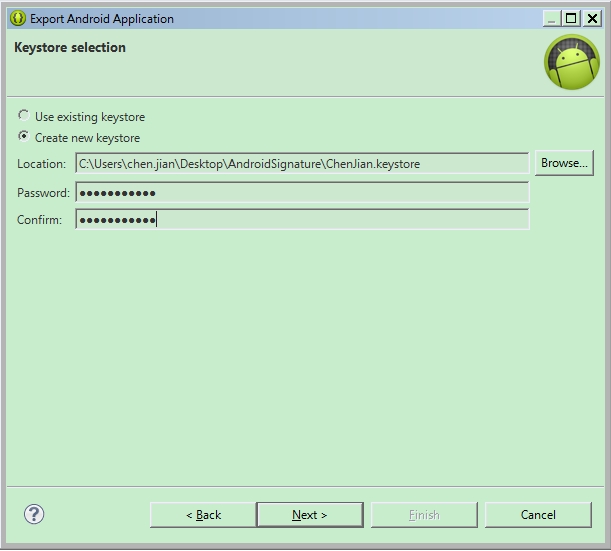 Export Android Application
Keystore selection
Use existing keystore
Create new keystore
Location: C:\Users\chen.jian\Desktop\AndroidSignature\ChenJian.keystore Browse...
Password: ●●●●●●●●●●●
Confirm: ●●●●●●●●●●●
? < Back Next > Finish Cancel